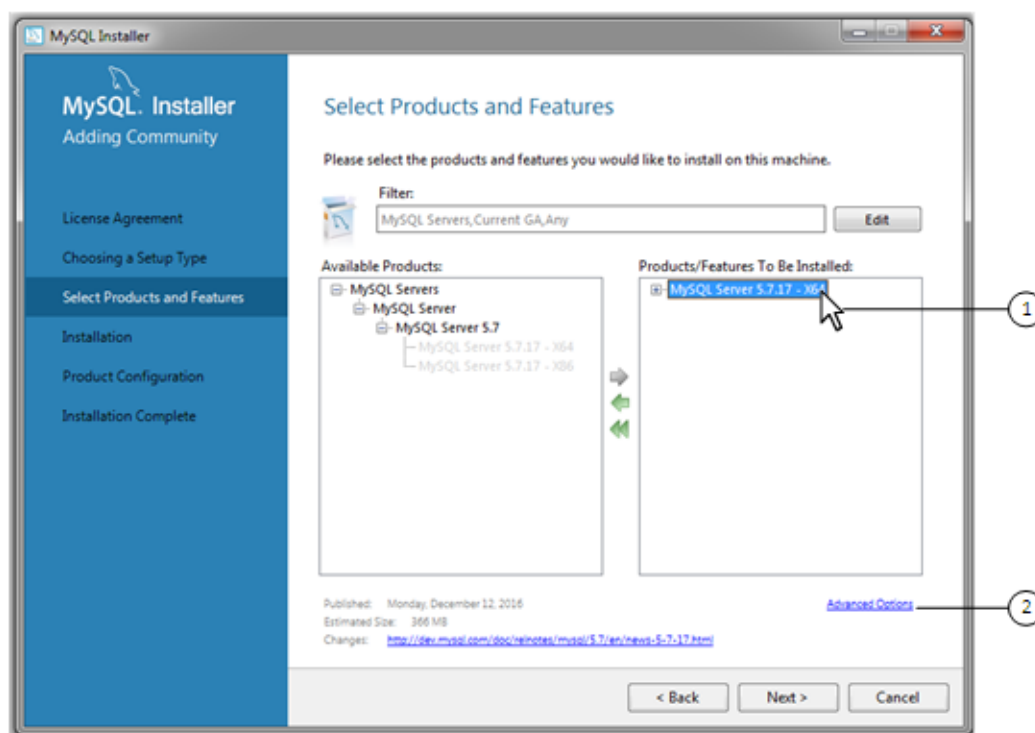 MySQL Installer
MySQL. Installer
Adding Community
License Agreement
Choosing a Setup Type
Select Products and Features
Installation
Product Configuration
Installation Complete
Select Products and Features
Please select the products and features you would like to install on this machine.
Filter:
MySQL Servers,Current GA,Any
Edit
Available Products:
MySQL Servers
MySQL Server
MySQL Server 5.7
MySQL Server 5.7.17 - X64
MySQL Server 5.7.17 - X86
Products/Features To Be Installed:
MySQL Server 5.7.17 - X64
1
Published: Monday, December 12, 2016
Estimated Size: 366 MB
Changes: http://dev.mysql.com/doc/relnotes/mysql/5.7/en/news-5-7-17.html
Advanced Options
2
< Back
Next >
Cancel